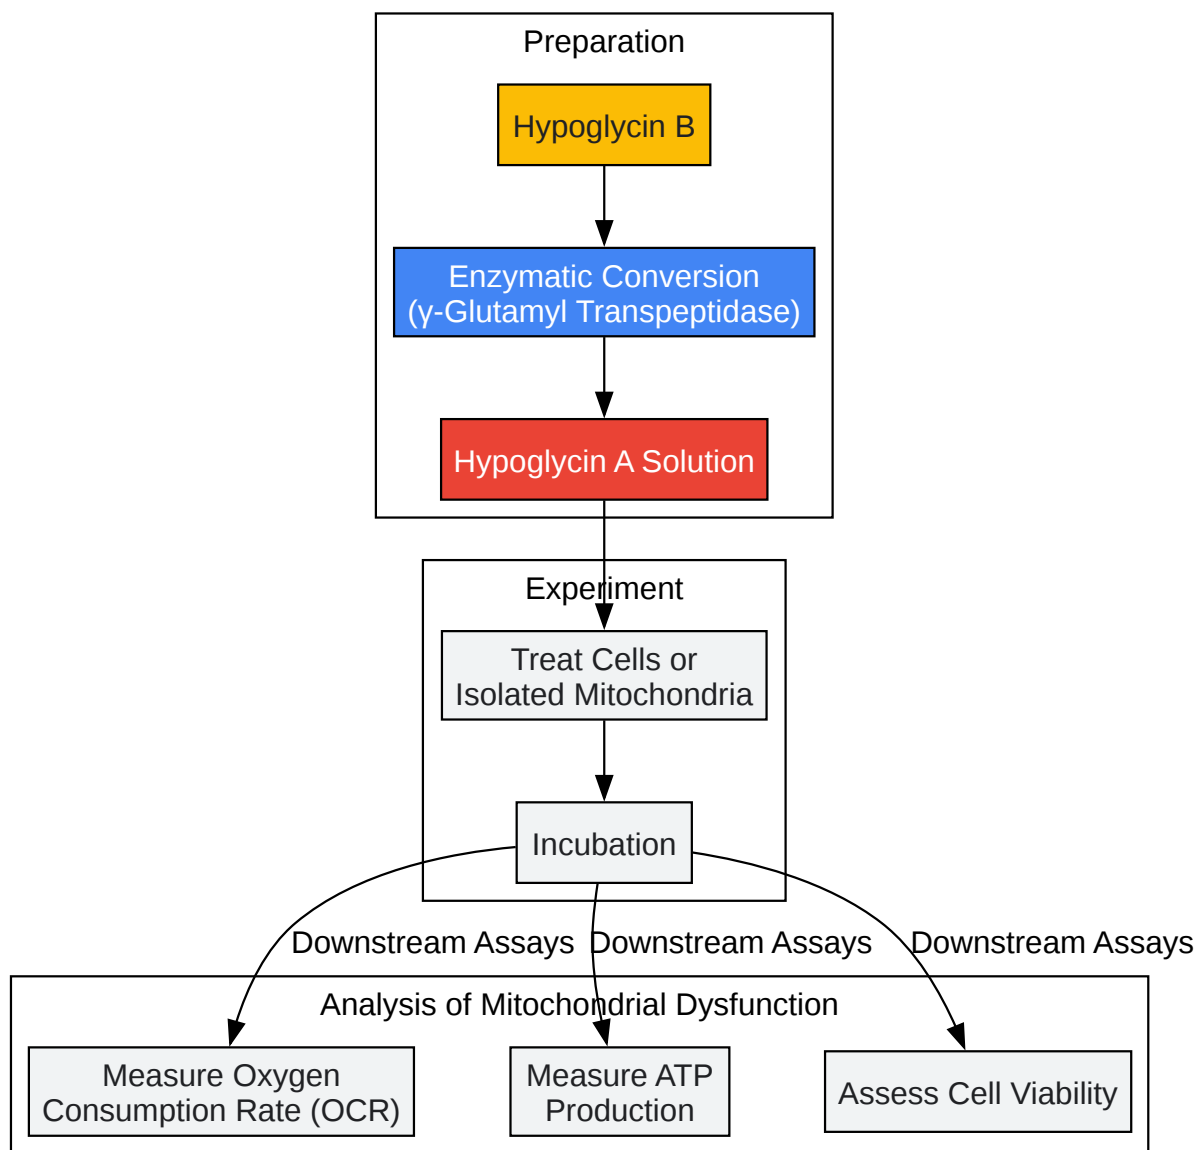 Preparation
Hypoglycin B
Enzymatic Conversion
(γ-Glutamyl Transpeptidase)
Hypoglycin A Solution
Experiment
Treat Cells or
Isolated Mitochondria
Incubation
Downstream Assays
Downstream Assays
Downstream Assays
Analysis of Mitochondrial Dysfunction
Measure Oxygen
Consumption Rate (OCR)
Measure ATP
Production
Assess Cell Viability